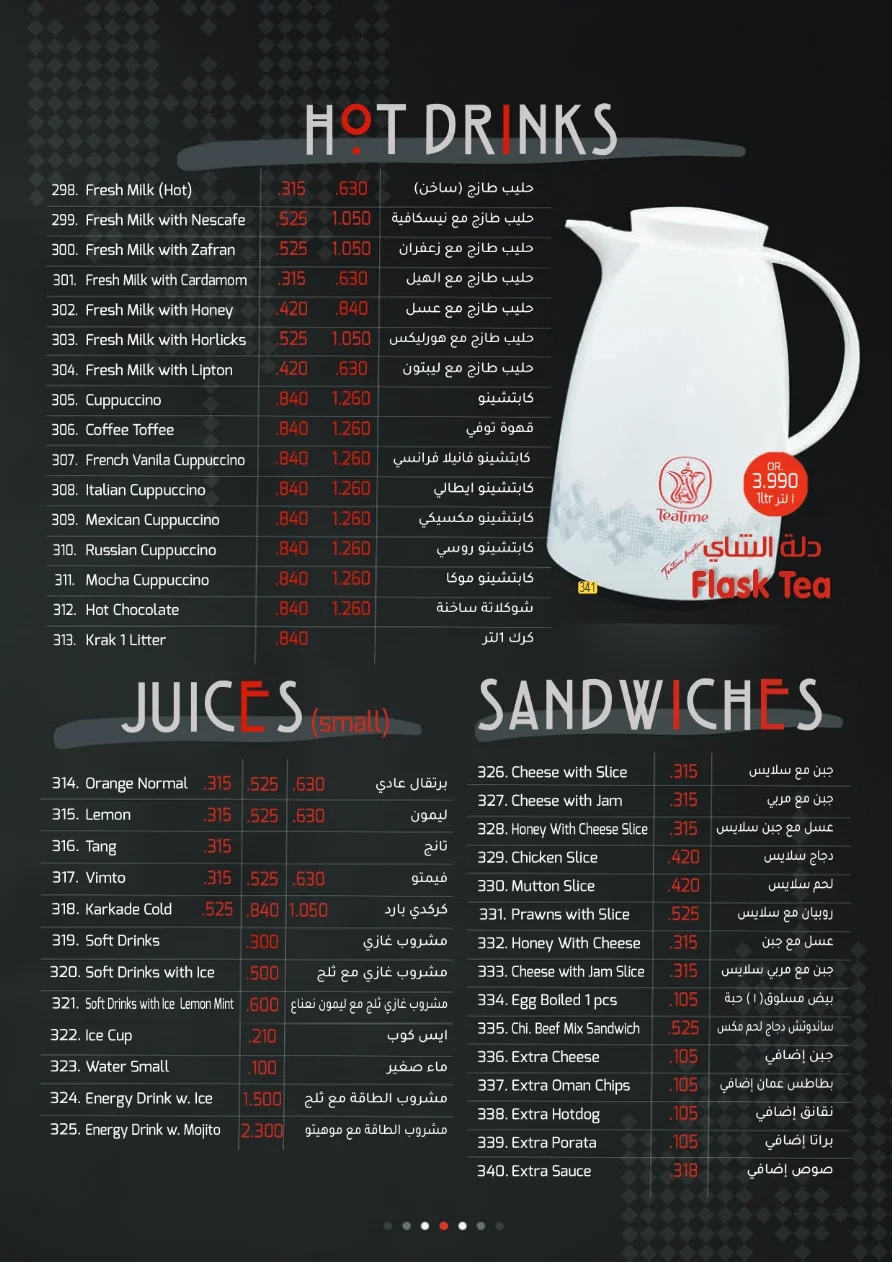 HOT DRINKS
298. Fresh Milk (Hot) .315 .630 حليب طازج (ساخن)
299. Fresh Milk with Nescafe .525 1.050 حليب طازج مع نيسكافية
300. Fresh Milk with Zafran .525 1.050 حليب طازج مع زعفران
301. Fresh Milk with Cardamom .315 .630 حليب طازج مع الهيل
302. Fresh Milk with Honey .420 .840 حليب طازج مع عسل
303. Fresh Milk with Horlicks .525 1.050 حليب طازج مع هورليكس
304. Fresh Milk with Lipton .420 .630 حليب طازج مع ليبتون
305. Cuppuccino .840 1.260 كابتشينو
306. Coffee Toffee .840 1.260 قهوة توفي
307. French Vanila Cuppuccino .840 1.260 كابتشينو فانيلا فرانسي
308. Italian Cuppuccino .840 1.260 كابتشينو ايطالي
309. Mexican Cuppuccino .840 1.260 كابتشينو مكسيكي
310. Russian Cuppuccino .840 1.260 كابتشينو روسي
311. Mocha Cuppuccino .840 1.260 كابتشينو موكا
312. Hot Chocolate .840 1.260 شوكلاتة ساخنة
313. Krak 1 Litter .840 كرك 1لتر
TeaTime
OR.
3.990
1ltr ١ لتر
دلة الشاي
Flask Tea
341
JUICES (small)
314. Orange Normal .315 .525 .630 برتقال عادي
315. Lemon .315 .525 .630 ليمون
316. Tang .315 تانج
317. Vimto .315 .525 .630 فيمتو
318. Karkade Cold .525 .840 1.050 كركدي بارد
319. Soft Drinks .300 مشروب غازي
320. Soft Drinks with Ice .500 مشروب غازي مع ثلج
321. Soft Drinks with Ice Lemon Mint .600 مشروب غازي ثلج مع ليمون نعناع
322. Ice Cup .210 ايس كوب
323. Water Small .100 ماء صغير
324. Energy Drink w. Ice 1.500 مشروب الطاقة مع ثلج
325. Energy Drink w. Mojito 2.300 مشروب الطاقة مع موهيتو
SANDWICHES
326. Cheese with Slice .315 جبن مع سلايس
327. Cheese with Jam .315 جبن مع مربي
328. Honey With Cheese Slice .315 عسل مع جبن سلايس
329. Chicken Slice .420 دجاج سلايس
330. Mutton Slice .420 لحم سلايس
331. Prawns with Slice .525 روبيان مع سلايس
332. Honey With Cheese .315 عسل مع جبن
333. Cheese with Jam Slice .315 جبن مع مربي سلايس
334. Egg Boiled 1 pcs .105 بيض مسلوق(١) حبة
335. Chi. Beef Mix Sandwich .525 ساندوتش دجاج لحم مكس
336. Extra Cheese .105 جبن إضافي
337. Extra Oman Chips .105 بطاطس عمان إضافي
338. Extra Hotdog .105 نقانق إضافي
339. Extra Porata .105 براتا إضافي
340. Extra Sauce .318 صوص إضافي